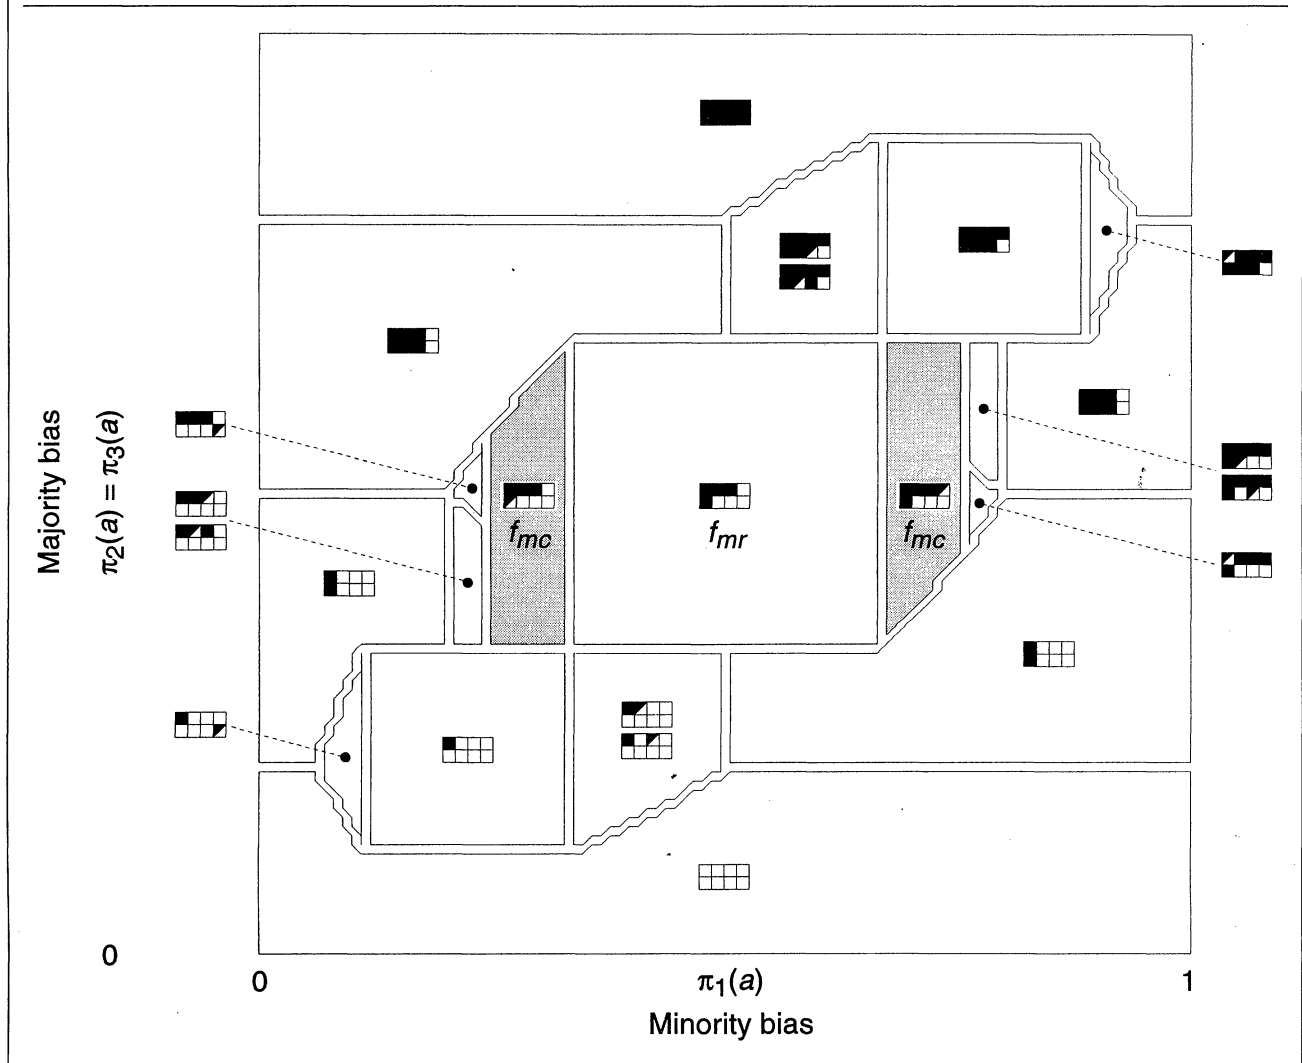 Majority bias
π₂(a) = π₃(a)
f_mc
f_mr
f_mc
0
0
π₁(a)
1
Minority bias